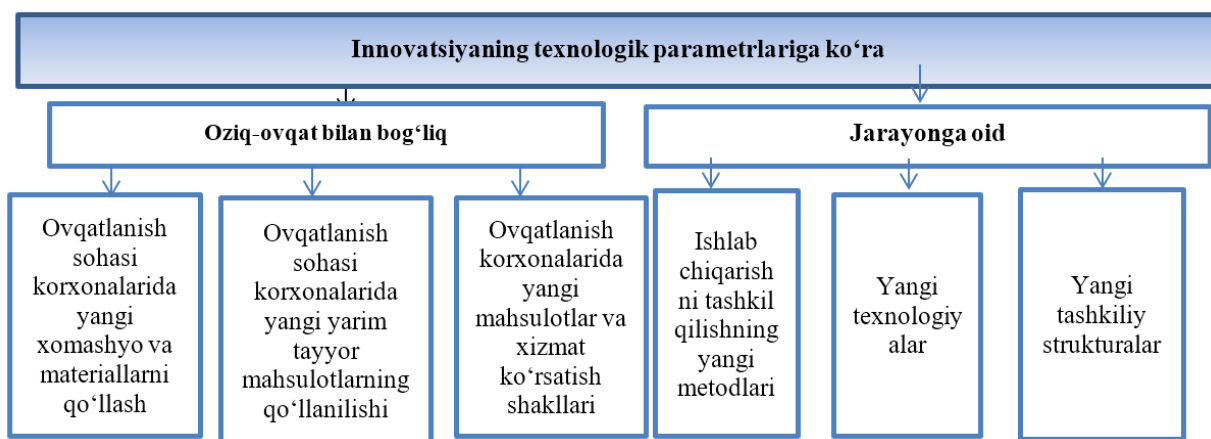 Innovatsiyaning texnologik parametrlariga ko‘ra
Oziq-ovqat bilan bog‘liq
Jarayonga oid
Ovqatlanish
sohasi
korxonalarida
yangi
xomashyo va
materiallarni
qo‘llash
Ovqatlanish
sohasi
korxonalarida
yangi yarim
tayyor
mahsulotlarning
qo‘llanilishi
Ovqatlanish
korxonalarida
yangi
mahsulotlar va
xizmat
ko‘rsatish
shakllari
Ishlab
chiqarish
ni tashkil
qilishning
yangi
metodlari
Yangi
texnologiy
alar
Yangi
tashkiliy
strukturalar